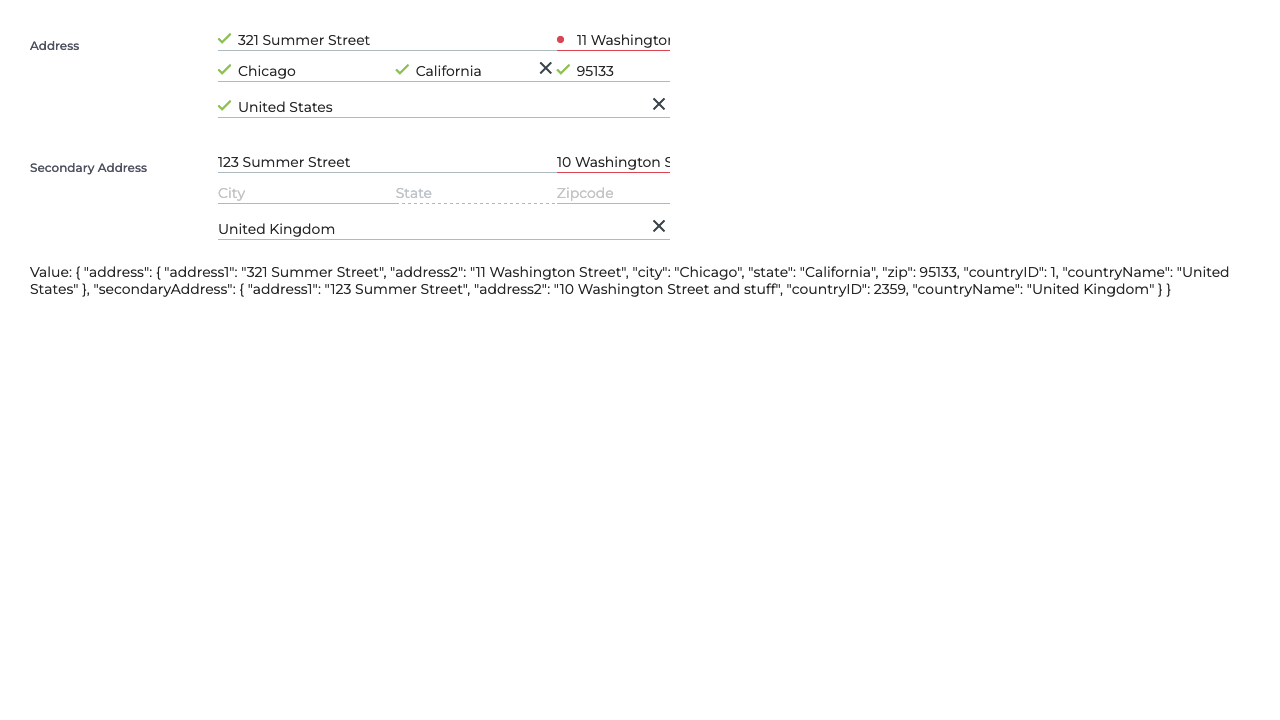 Address
321 Summer Street 11 Washington
Chicago California 95133
United States
Secondary Address
123 Summer Street 10 Washington S
City State Zipcode
United Kingdom
Value: { "address": { "address1": "321 Summer Street", "address2": "11 Washington Street", "city": "Chicago", "state": "California", "zip": 95133, "countryID": 1, "countryName": "United
States" }, "secondaryAddress": { "address1": "123 Summer Street", "address2": "10 Washington Street and stuff", "countryID": 2359, "countryName": "United Kingdom" } }